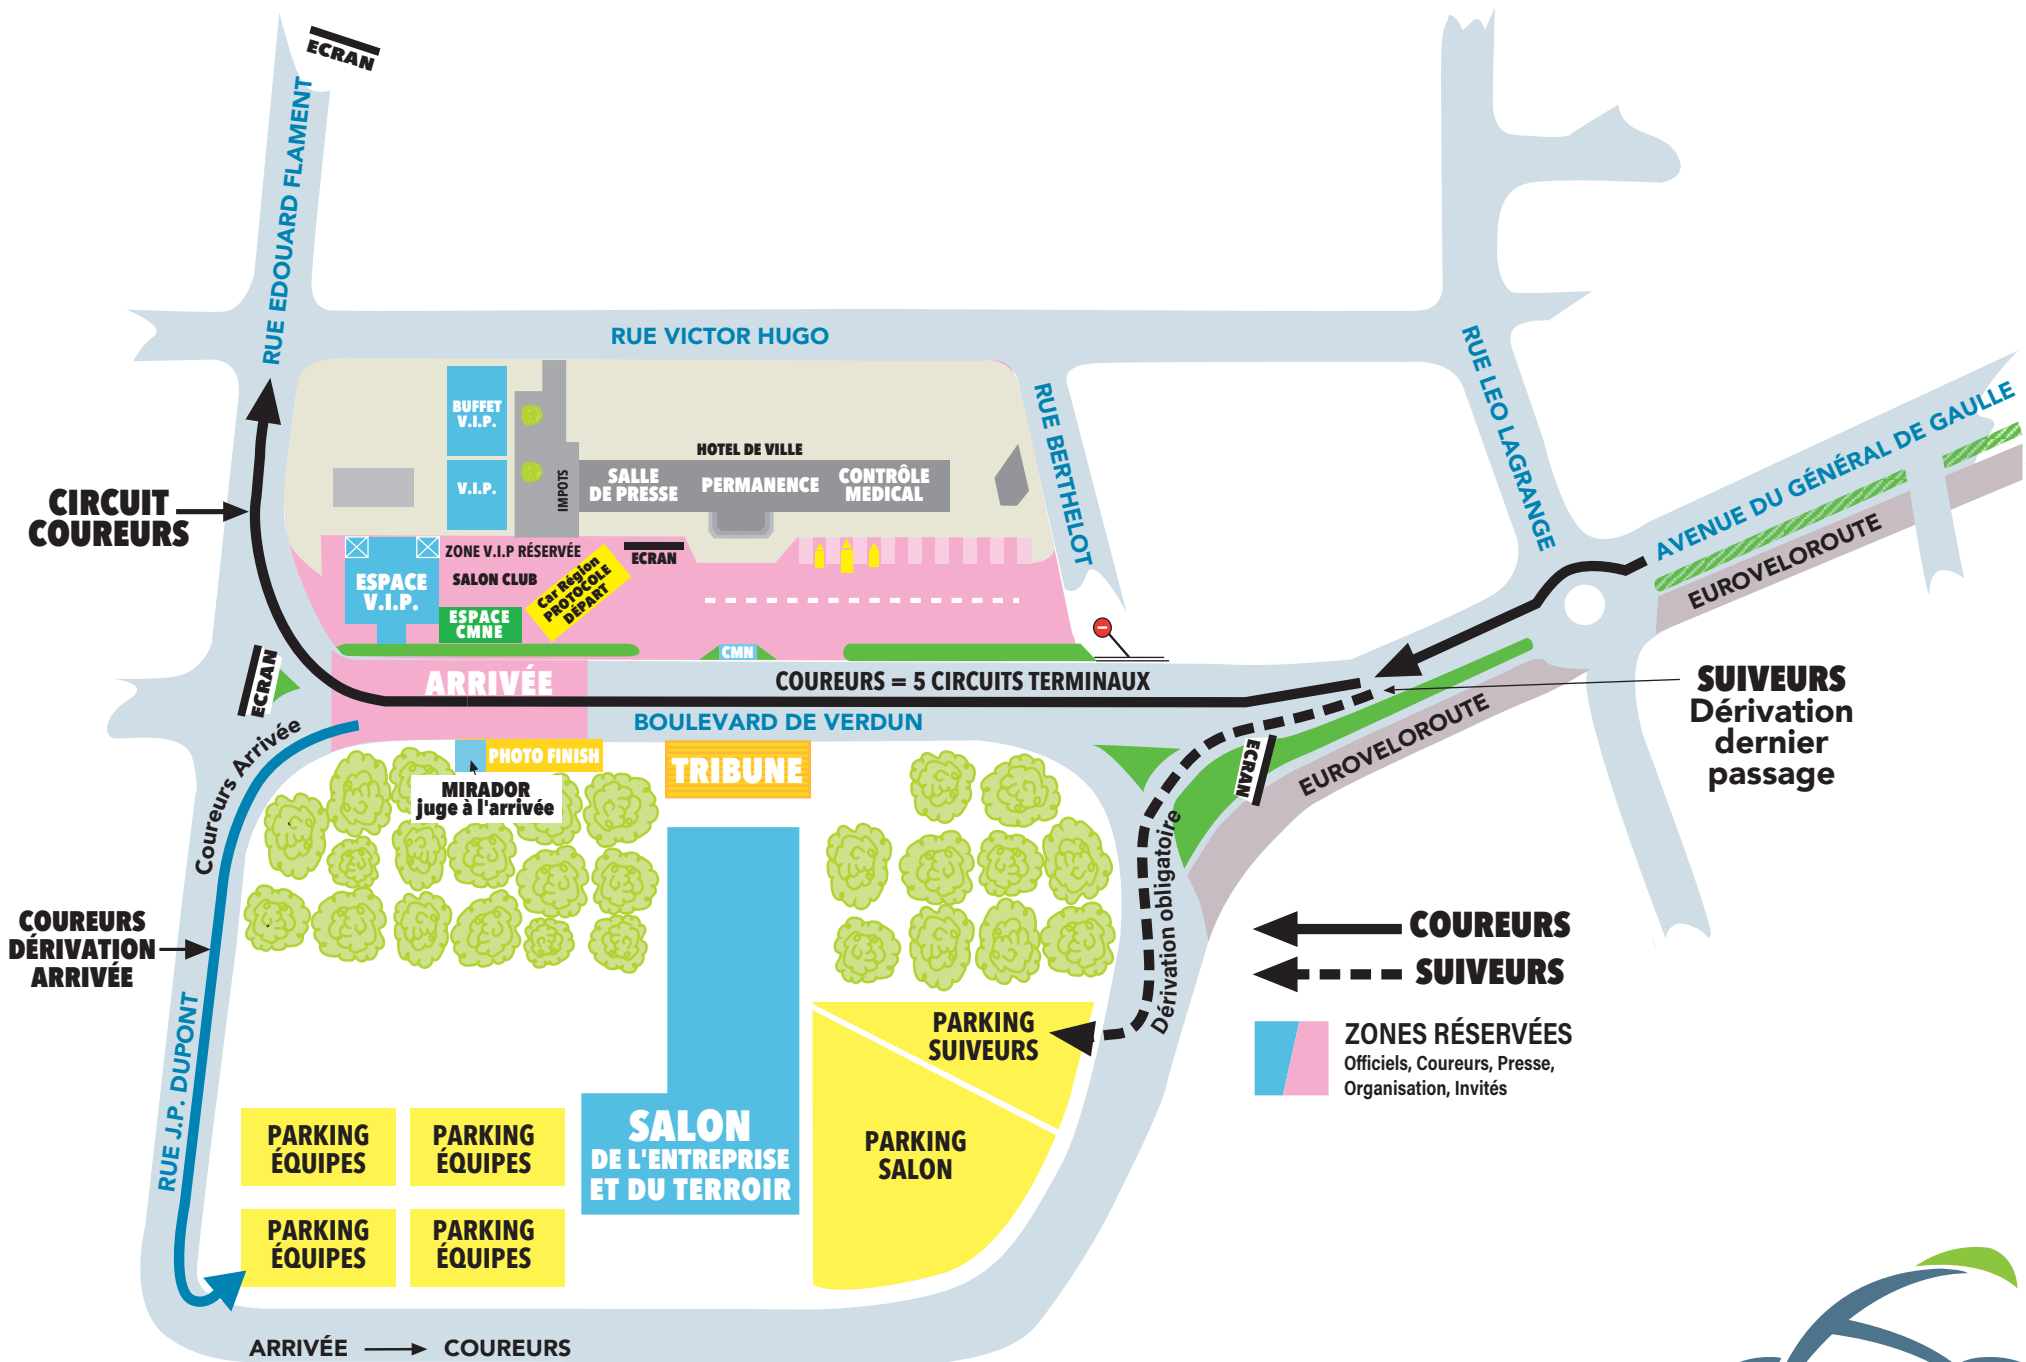 ECRAN
RUE EDOUARD FLAMENT
RUE VICTOR HUGO
RUE LEO LAGRANGE
RUE BERTHELOT
AVENUE DU GÉNÉRAL DE GAULLE
EUROVELOROUTE
BUFFET
V.I.P.
V.I.P.
IMPOTS
HOTEL DE VILLE
SALLE
DE PRESSE
PERMANENCE
CONTRÔLE
MEDICAL
CIRCUIT
COUREURS
ZONE V.I.P RÉSERVÉE
SALON CLUB
ESPACE
V.I.P.
ESPACE
CMNE
Car Région
PROTOCOLE
DÉPART
ECRAN
CMN
ECRAN
ARRIVÉE
COUREURS = 5 CIRCUITS TERMINAUX
BOULEVARD DE VERDUN
SUIVEURS
Dérivation
dernier
passage
EUROVELOROUTE
ECRAN
Coureurs Arrivée
PHOTO FINISH
MIRADOR
juge à l'arrivée
TRIBUNE
Dérivation obligatoire
COUREURS
DÉRIVATION
ARRIVÉE
COUREURS
SUIVEURS
ZONES RÉSERVÉES
Officiels, Coureurs, Presse,
Organisation, Invités
RUE J.P. DUPONT
PARKING
SUIVEURS
PARKING
SALON
SALON
DE L'ENTREPRISE
ET DU TERROIR
PARKING
ÉQUIPES
PARKING
ÉQUIPES
PARKING
ÉQUIPES
PARKING
ÉQUIPES
ARRIVÉE COUREURS